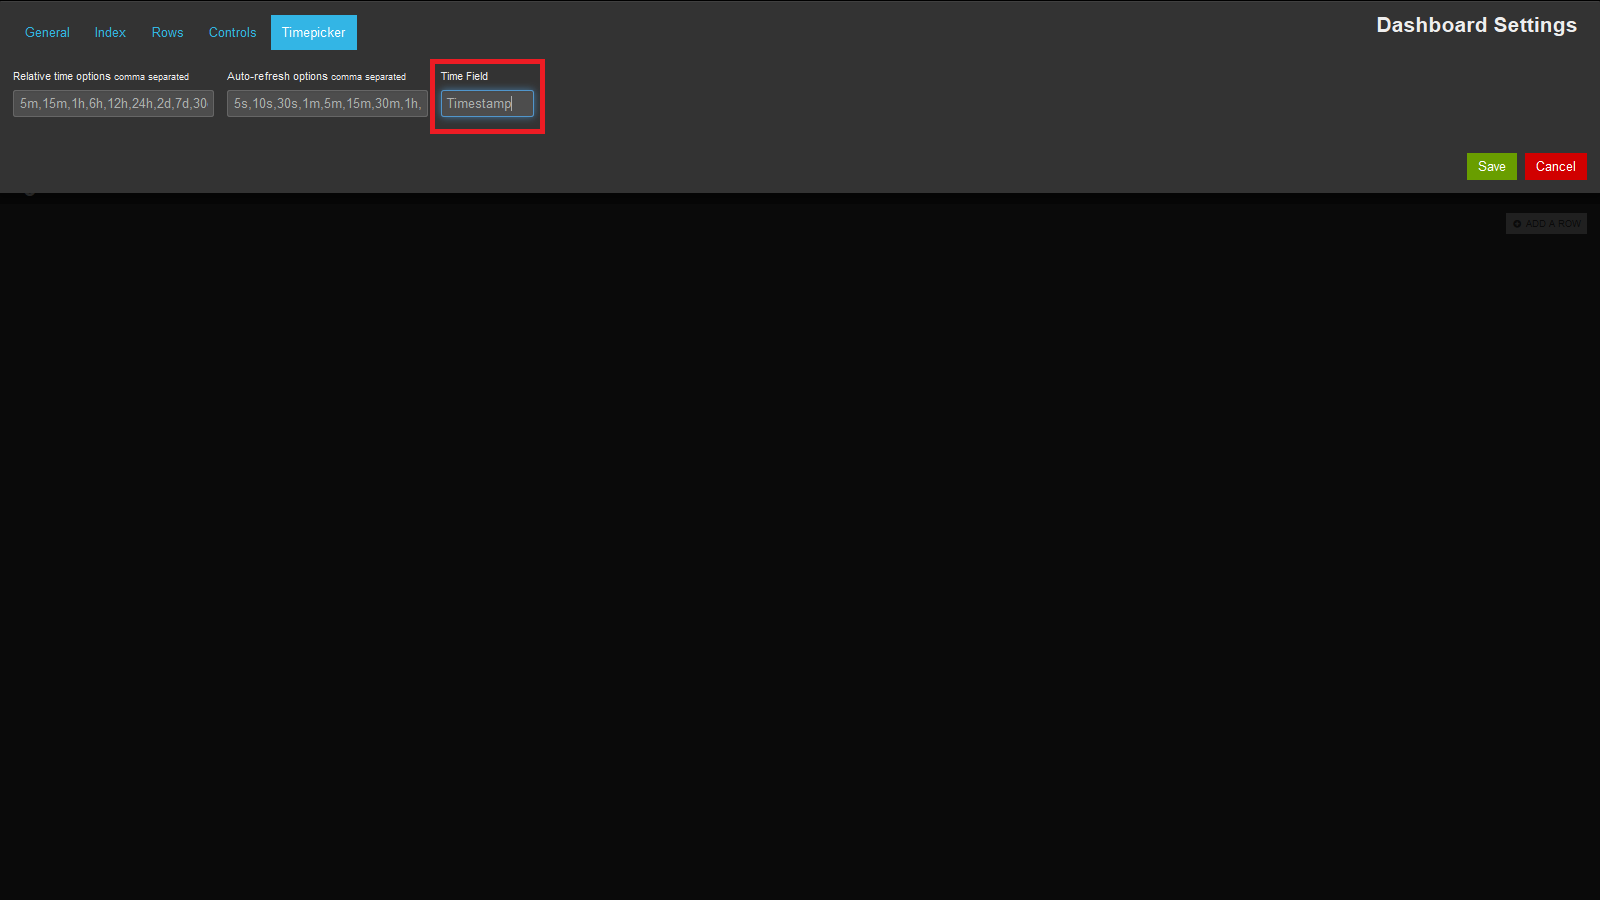 General Index Rows Controls Timepicker
Dashboard Settings
Relative time options comma separated
Auto-refresh options comma separated
Time Field
5m,15m,1h,6h,12h,24h,2d,7d,30
5s,10s,30s,1m,5m,15m,30m,1h,
Timestamp
Save
Cancel
ADD A ROW